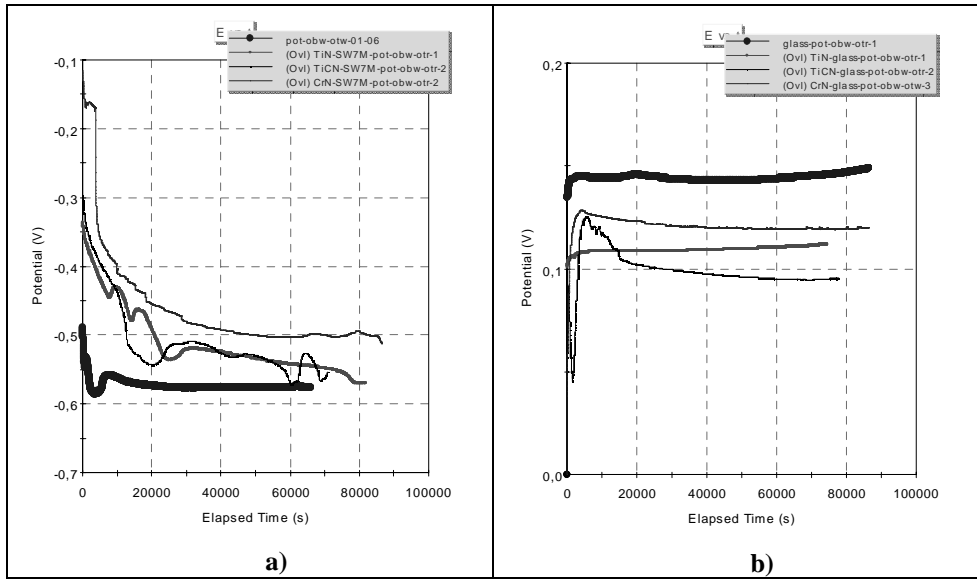 pot-obw-otw-01-06
(Ovl) TiN-SW7M-pot-obw-otr-1
(Ovl) TiCN-SW7M-pot-obw-otr-2
(Ovl) CrN-SW7M-pot-obw-otr-2
-0,1
-0,2
-0,3
-0,4
-0,5
-0,6
-0,7
Potential (V)
0 20000 40000 60000 80000 100000
Elapsed Time (s)
a)
E vs t
glass-pot-obw-otr-1
(Ovl) TiN-glass-pot-obw-otr-1
(Ovl) TiCN-glass-pot-obw-otr-2
(Ovl) CrN-glass-pot-obw-otw-3
0,2
0,1
0,0
Potential (V)
0 20000 40000 60000 80000 100000
Elapsed Time (s)
b)